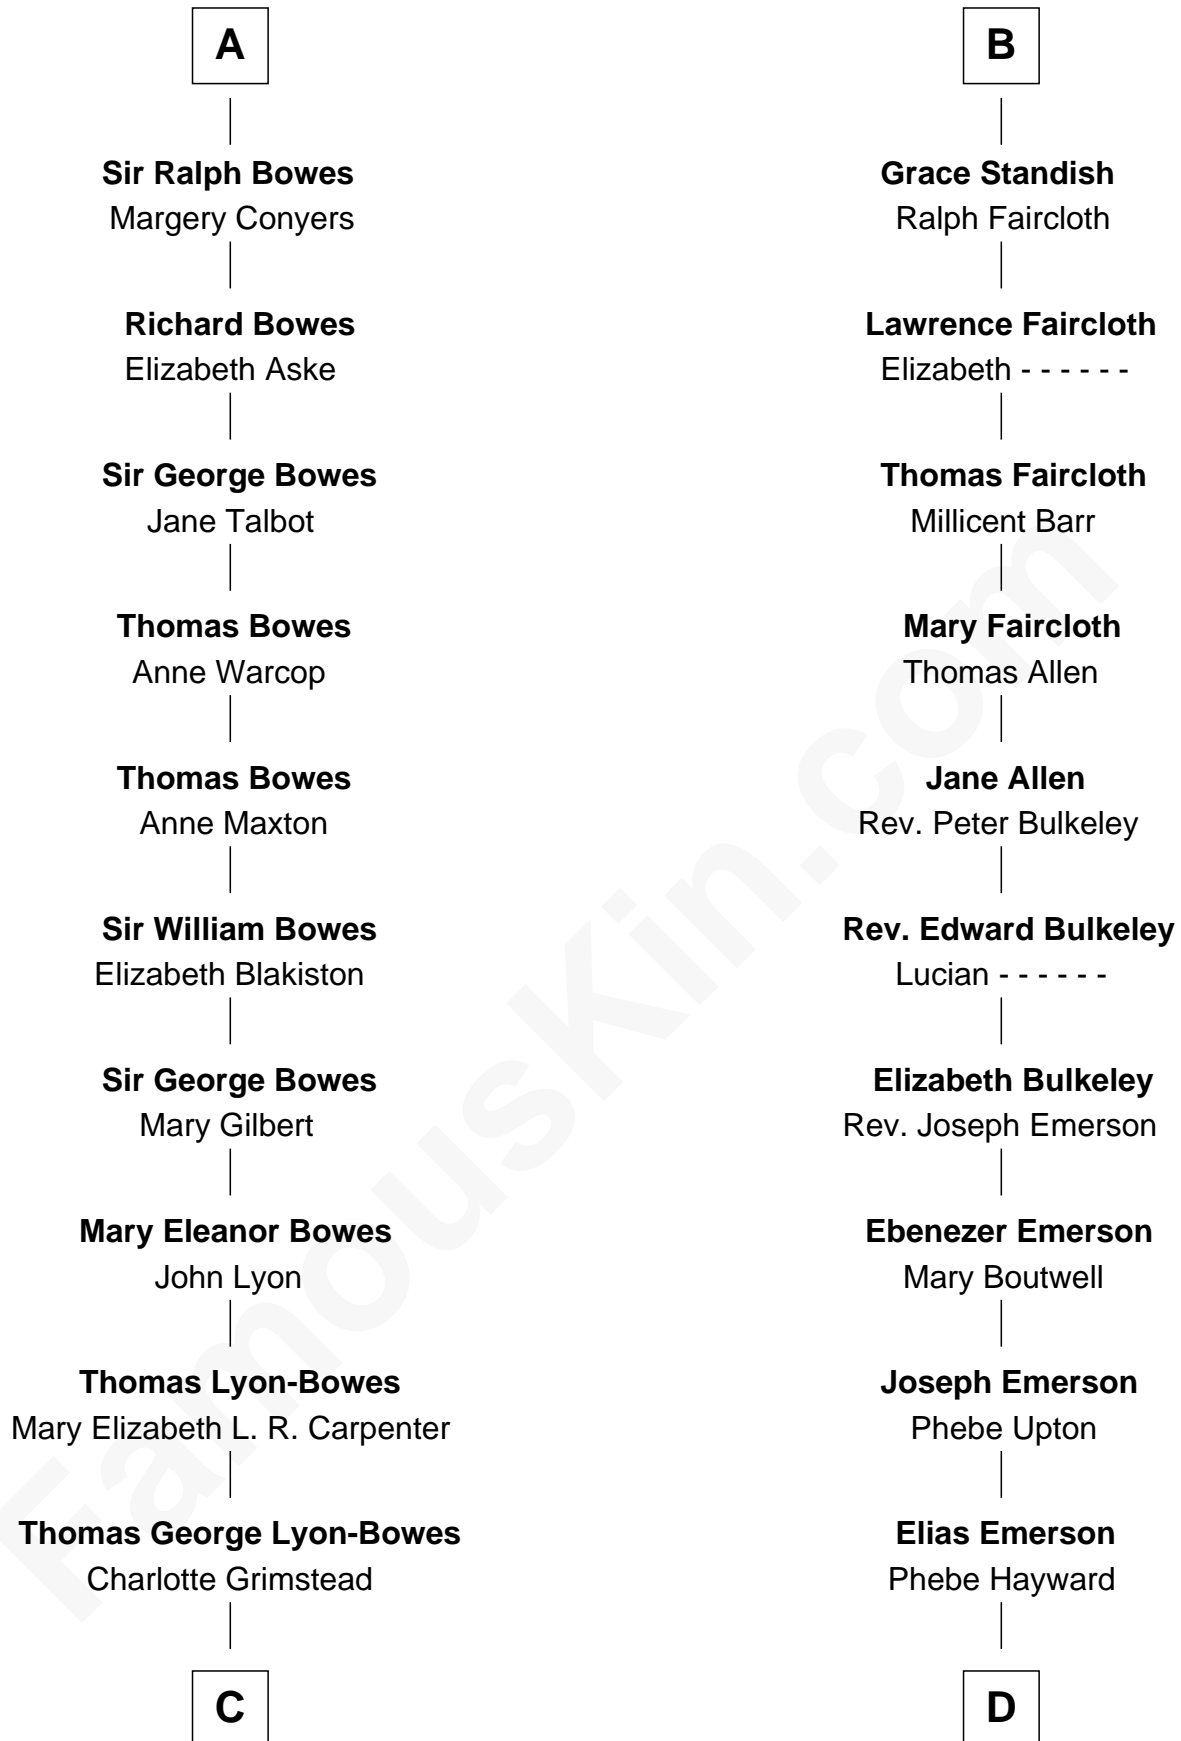 A
Sir Ralph Bowes
Margery Conyers
Richard Bowes
Elizabeth Aske
Sir George Bowes
Jane Talbot
Thomas Bowes
Anne Warcop
Thomas Bowes
Anne Maxton
Sir William Bowes
Elizabeth Blakiston
Sir George Bowes
Mary Gilbert
Mary Eleanor Bowes
John Lyon
Thomas Lyon-Bowes
Mary Elizabeth L. R. Carpenter
Thomas George Lyon-Bowes
Charlotte Grimstead
C
B
Grace Standish
Ralph Faircloth
Lawrence Faircloth
Elizabeth - - - - - -
Thomas Faircloth
Millicent Barr
Mary Faircloth
Thomas Allen
Jane Allen
Rev. Peter Bulkeley
Rev. Edward Bulkeley
Lucian - - - - - -
Elizabeth Bulkeley
Rev. Joseph Emerson
Ebenezer Emerson
Mary Boutwell
Joseph Emerson
Phebe Upton
Elias Emerson
Phebe Hayward
D
FamousKin.com